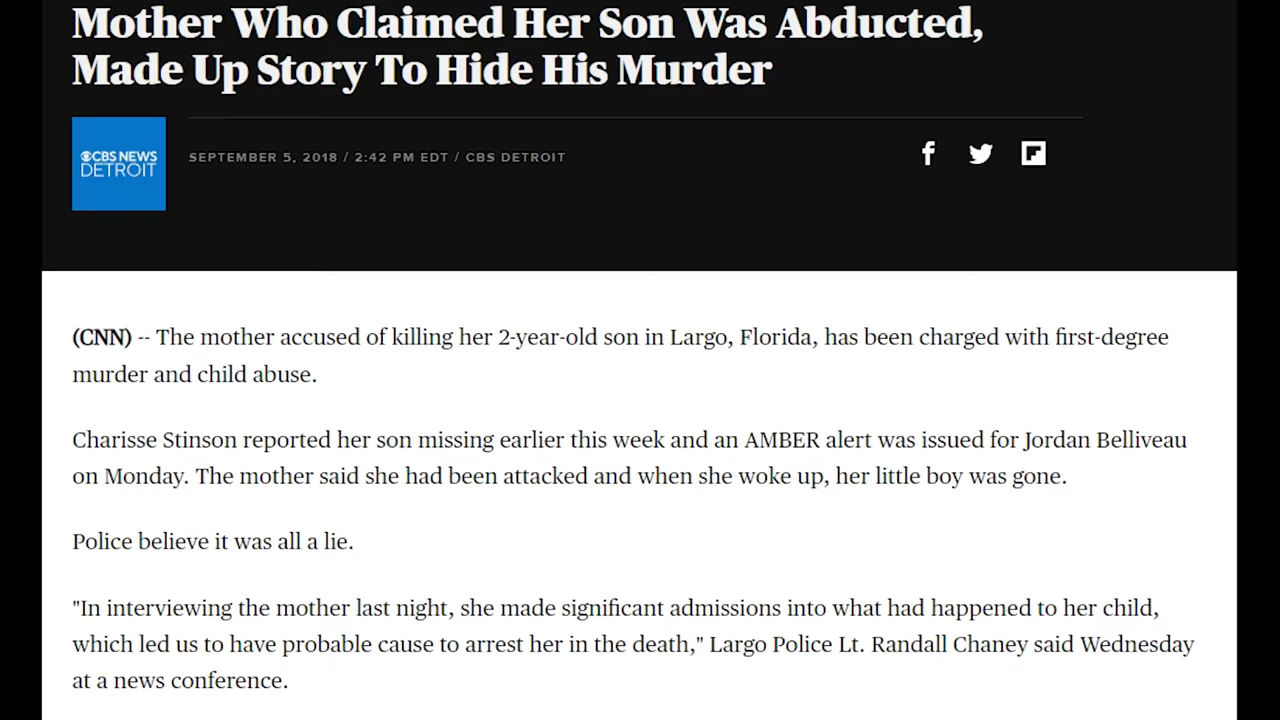 Mother Who Claimed Her Son Was Abducted,
Made Up Story To Hide His Murder
CBS NEWS
DETROIT
SEPTEMBER 5, 2018 / 2:42 PM EDT / CBS DETROIT
(CNN) -- The mother accused of killing her 2-year-old son in Largo, Florida, has been charged with first-degree
murder and child abuse.
Charisse Stinson reported her son missing earlier this week and an AMBER alert was issued for Jordan Belliveau
on Monday. The mother said she had been attacked and when she woke up, her little boy was gone.
Police believe it was all a lie.
"In interviewing the mother last night, she made significant admissions into what had happened to her child,
which led us to have probable cause to arrest her in the death," Largo Police Lt. Randall Chaney said Wednesday
at a news conference.